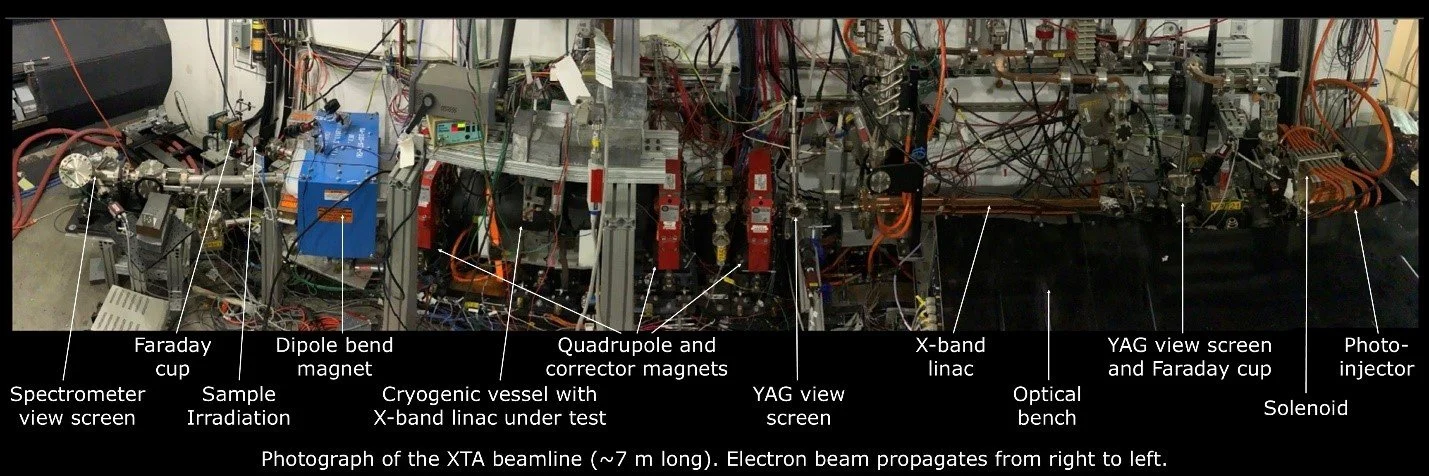 Faraday
cup
Dipole bend
magnet
Quadrupole and
corrector magnets
X-band
linac
YAG view screen
and Faraday cup
Photo-
injector
Spectrometer
view screen
Sample
Irradiation
Cryogenic vessel with
X-band linac under test
YAG view
screen
Optical
bench
Solenoid
Photograph of the XTA beamline (~7 m long). Electron beam propagates from right to left.